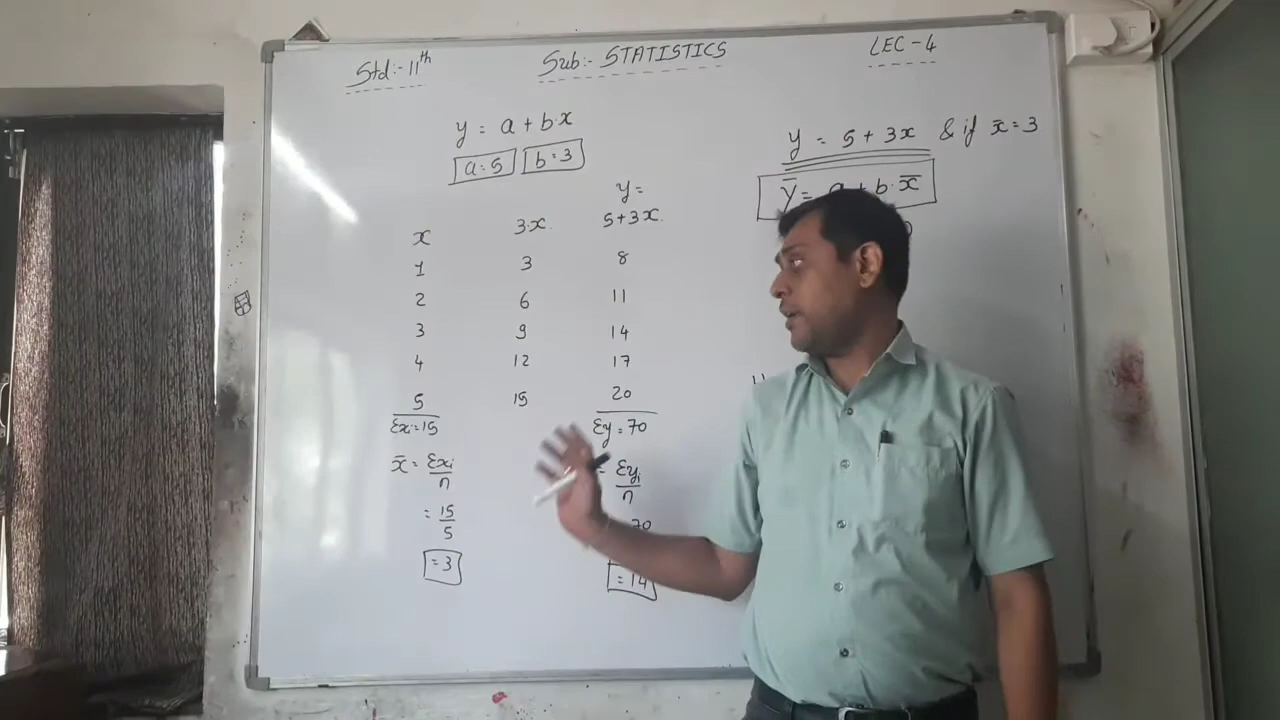 Std:- 11th
Sub:- STATISTICS
LEC-4
y = a + b·x
a=5 b=3
x
1
2
3
4
5
Σx=15
x̄ = Σxi/n
= 15/5
= 3
3·x.
3
6
9
12
15
y =
5+3x.
8
11
14
17
20
Σy=70
= Σyi/n
70
= 14
y = 5 + 3x & if x̄ = 3
ȳ = a + b·x̄